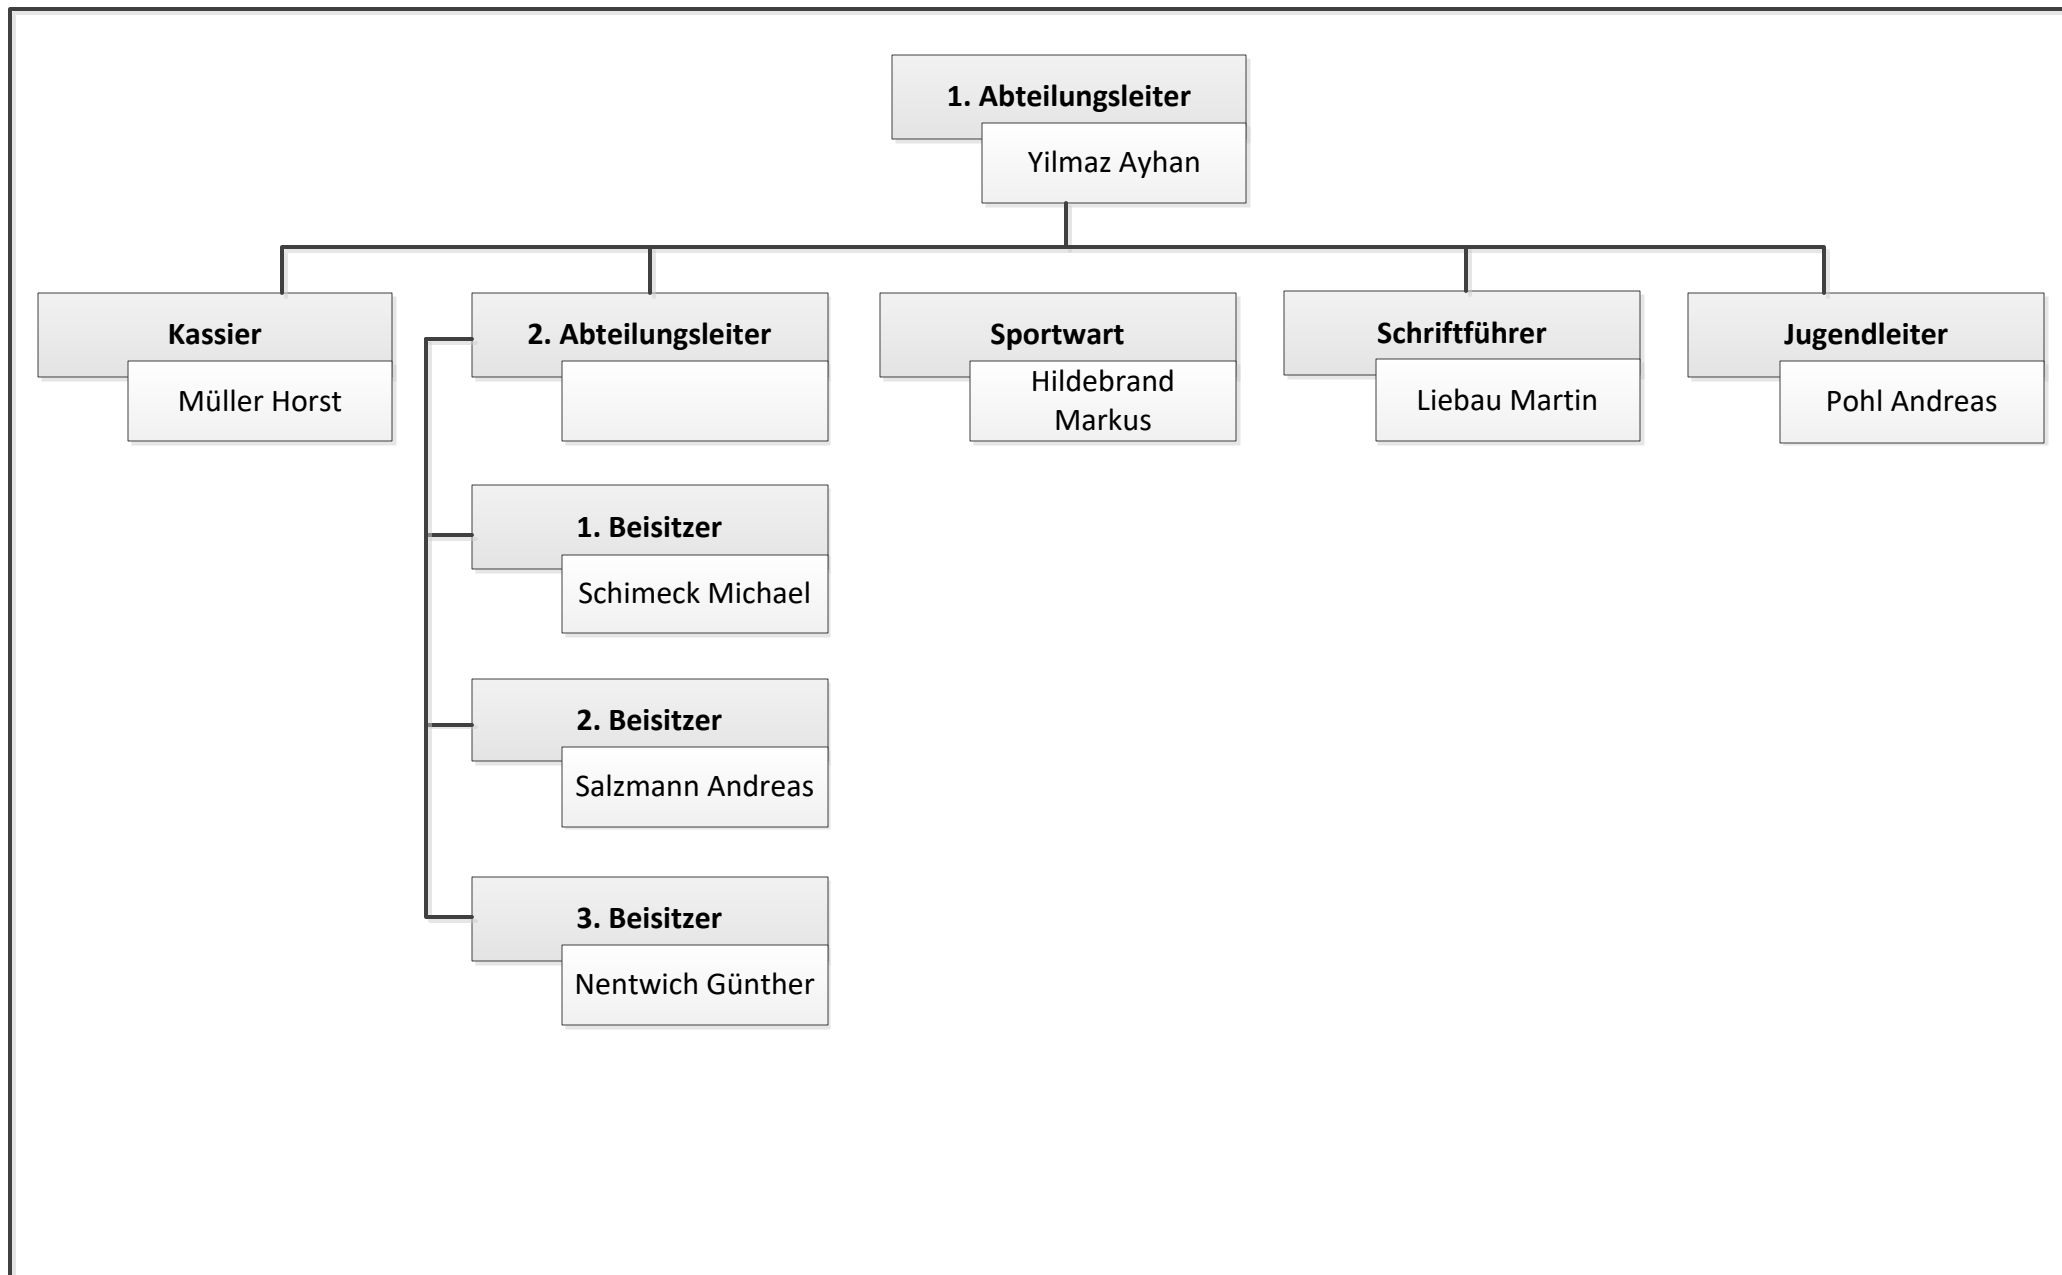 1. Abteilungsleiter
Yilmaz Ayhan
Kassier
Müller Horst
2. Abteilungsleiter
Sportwart
Hildebrand
Markus
Schriftführer
Liebau Martin
Jugendleiter
Pohl Andreas
1. Beisitzer
Schimeck Michael
2. Beisitzer
Salzmann Andreas
3. Beisitzer
Nentwich Günther